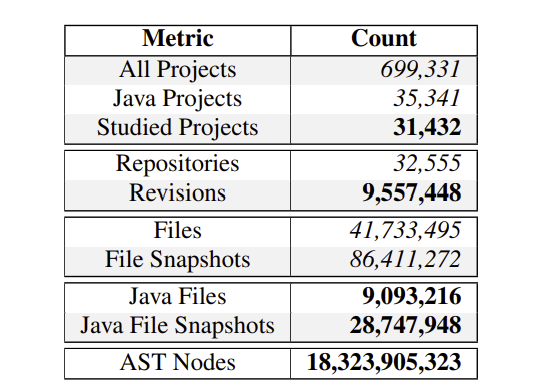 Metric Count
All Projects 699,331
Java Projects 35,341
Studied Projects 31,432
Repositories 32,555
Revisions 9,557,448
Files 41,733,495
File Snapshots 86,411,272
Java Files 9,093,216
Java File Snapshots 28,747,948
AST Nodes 18,323,905,323